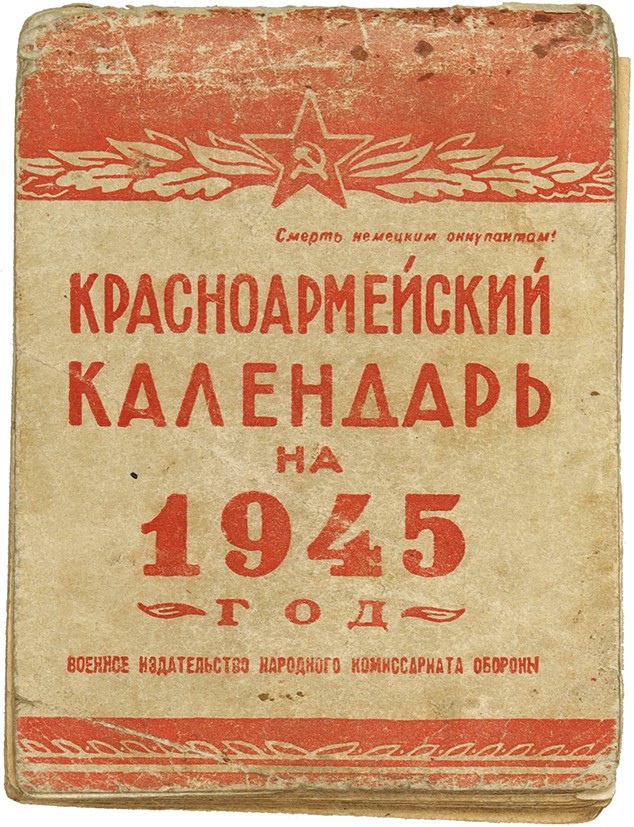 Смерть немецким оккупантам!
КРАСНОАРМЕЙСКИЙ
КАЛЕНДАРЬ
НА
1945
ГОД
ВОЕННОЕ ИЗДАТЕЛЬСТВО НАРОДНОГО КОМИССАРИАТА ОБОРОНЫ